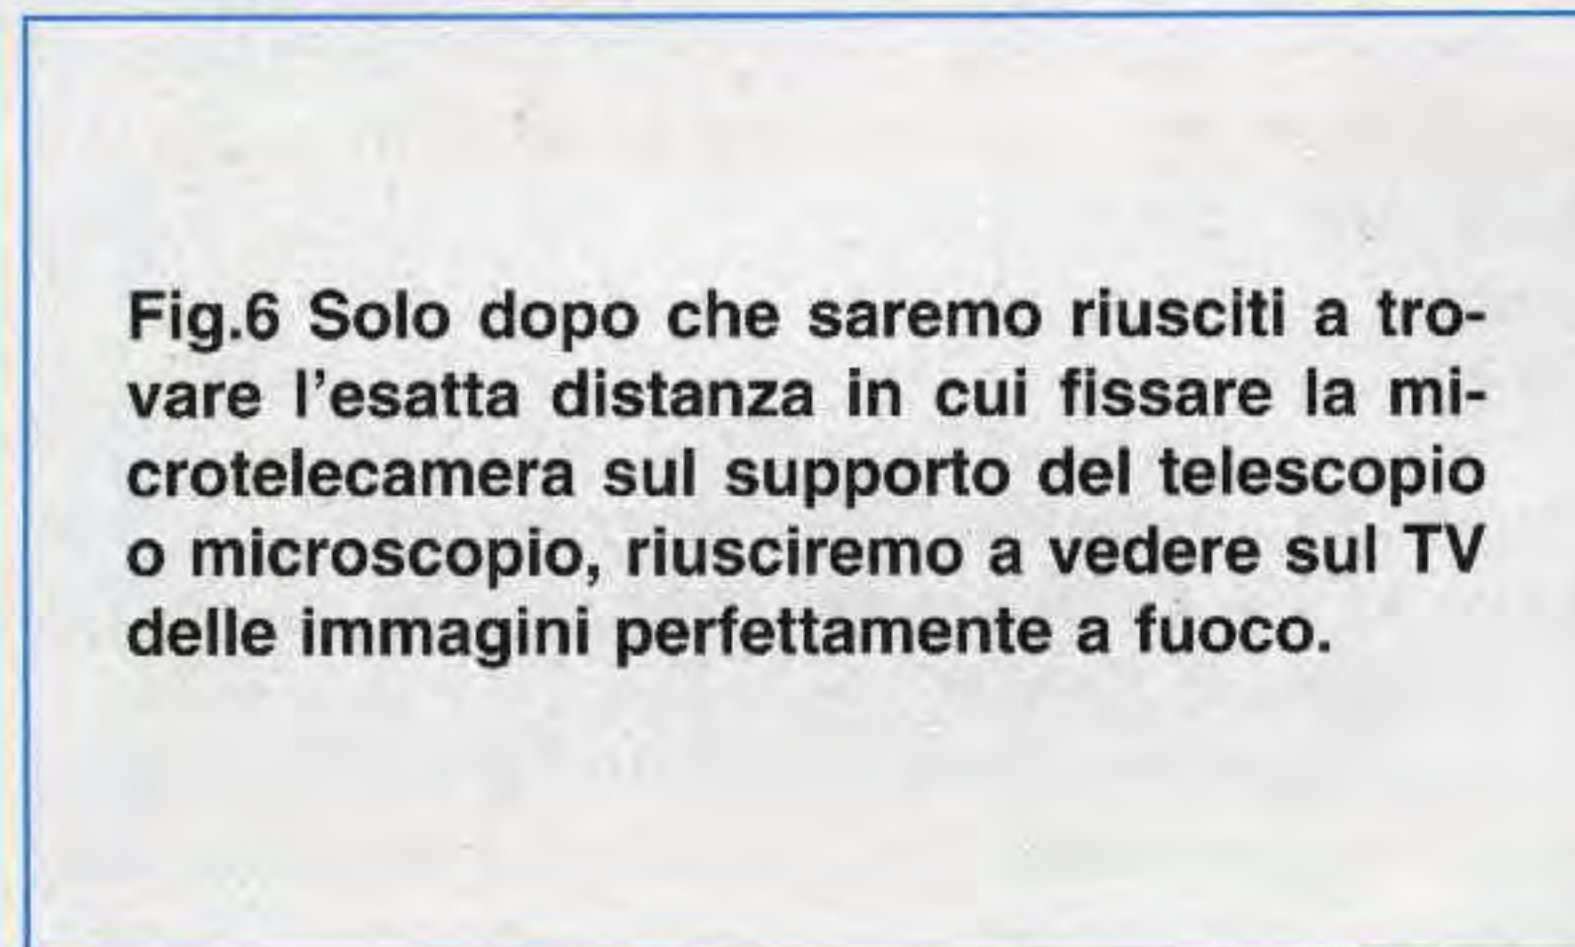 Fig.6 Solo dopo che saremo riusciti a tro-
vare l'esatta distanza in cui fissare la mi-
crotelecamera sul supporto del telescopio
o microscopio, riusciremo a vedere sul TV
delle immagini perfettamente a fuoco.